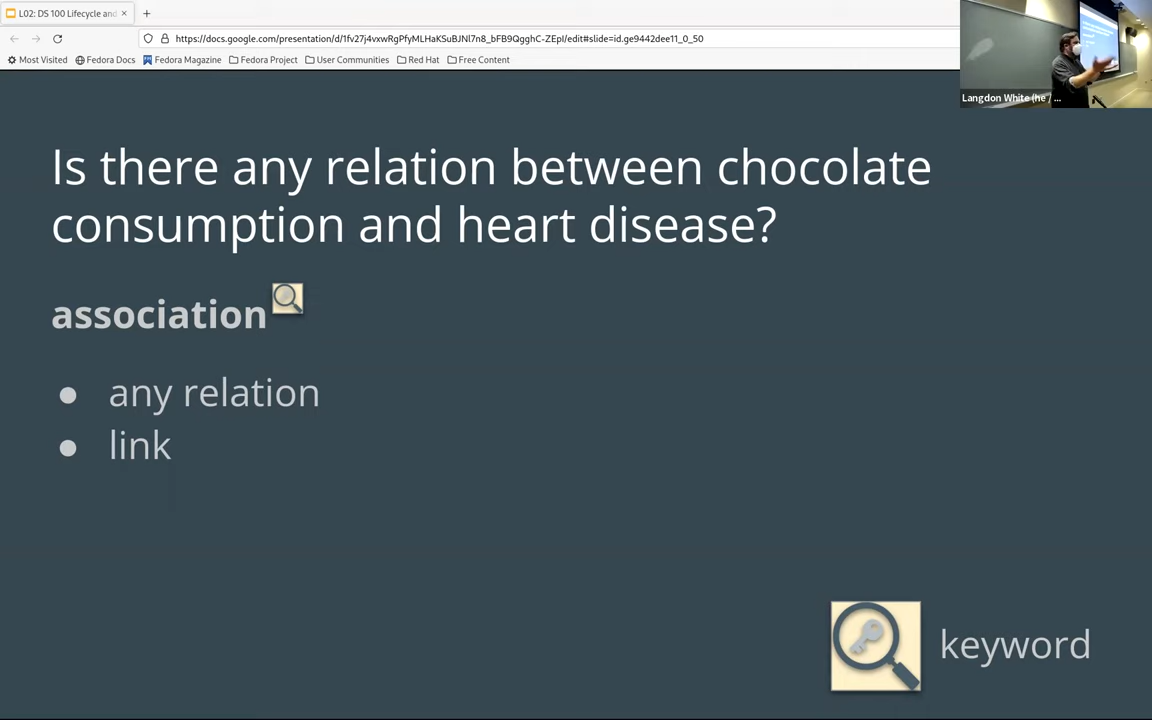 L02: DS 100 Lifecycle and
https://docs.google.com/presentation/d/1fv27j4vxwRgPfyMLHaKSuBJNl7n8_bFB9QgghC-ZEpI/edit#slide=id.ge9442dee11_0_50
Most Visited Fedora Docs Fedora Magazine Fedora Project User Communities Red Hat Free Content
Langdon White (he / ...
Is there any relation between chocolate
consumption and heart disease?
association
● any relation
● link
keyword